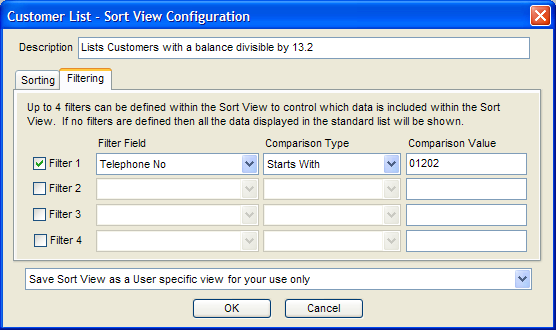 Customer List - Sort View Configuration
Description Lists Customers with a balance divisible by 13.2
Sorting Filtering
Up to 4 filters can be defined within the Sort View to control which data is included within the Sort
View. If no filters are defined then all the data displayed in the standard list will be shown.
Filter Field Comparison Type Comparison Value
Filter 1 Telephone No Starts With 01202
Filter 2
Filter 3
Filter 4
Save Sort View as a User specific view for your use only
OK Cancel